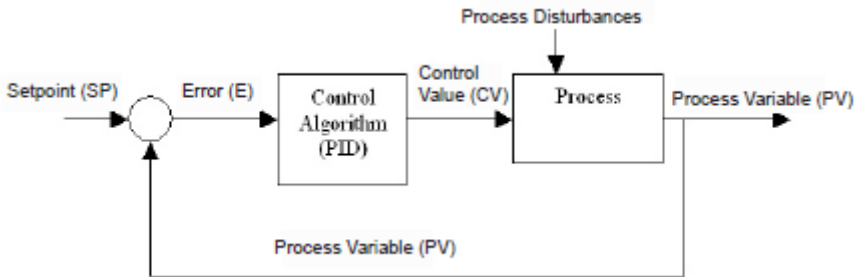 Process Disturbances
Setpoint (SP)
Error (E)
Control
Algorithm
(PID)
Control
Value (CV)
Process
Process Variable (PV)
Process Variable (PV)